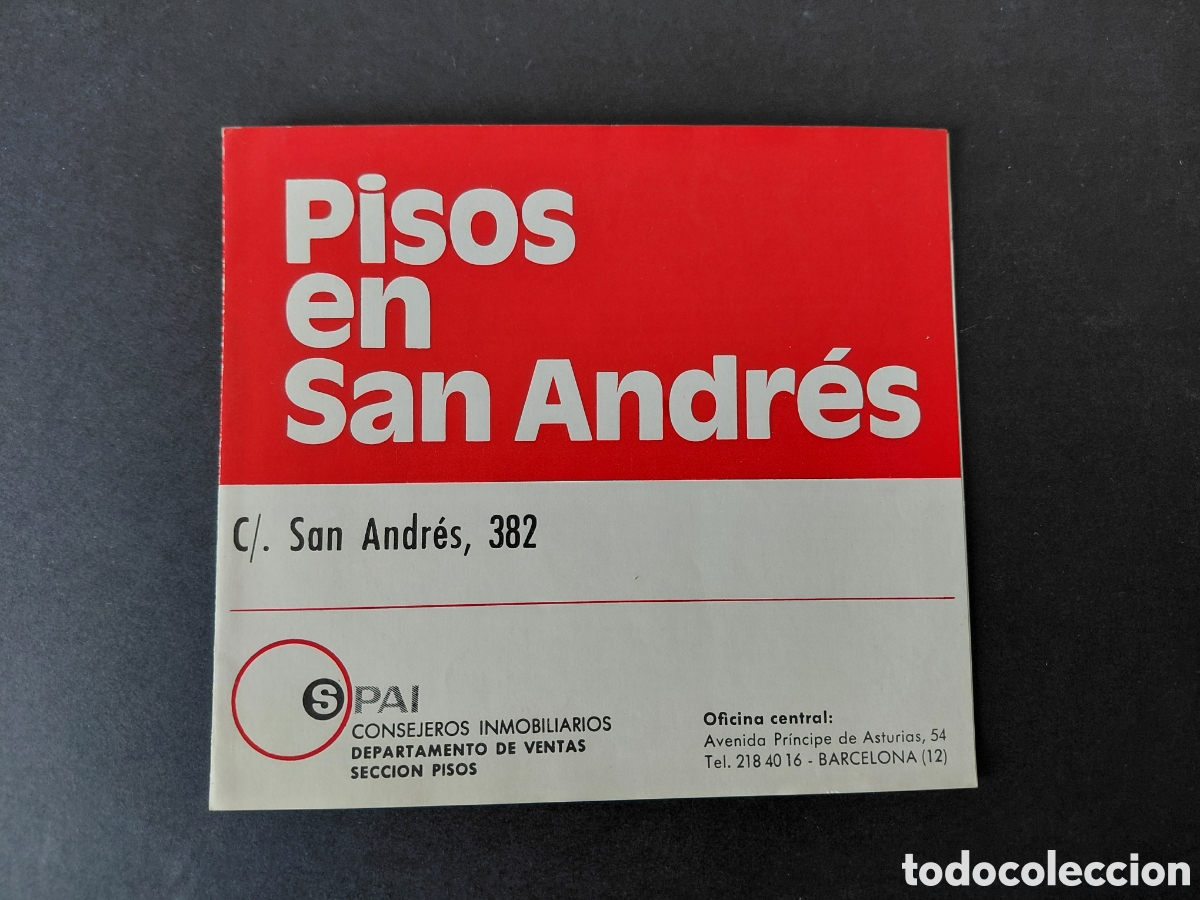 Pisos
en
San Andrés
C/. San Andrés, 382
SPAI
CONSEJEROS INMOBILIARIOS
DEPARTAMENTO DE VENTAS
SECCION PISOS
Oficina central:
Avenida Príncipe de Asturias, 54
Tel. 218 40 16 - BARCELONA (12)
todocoleccion